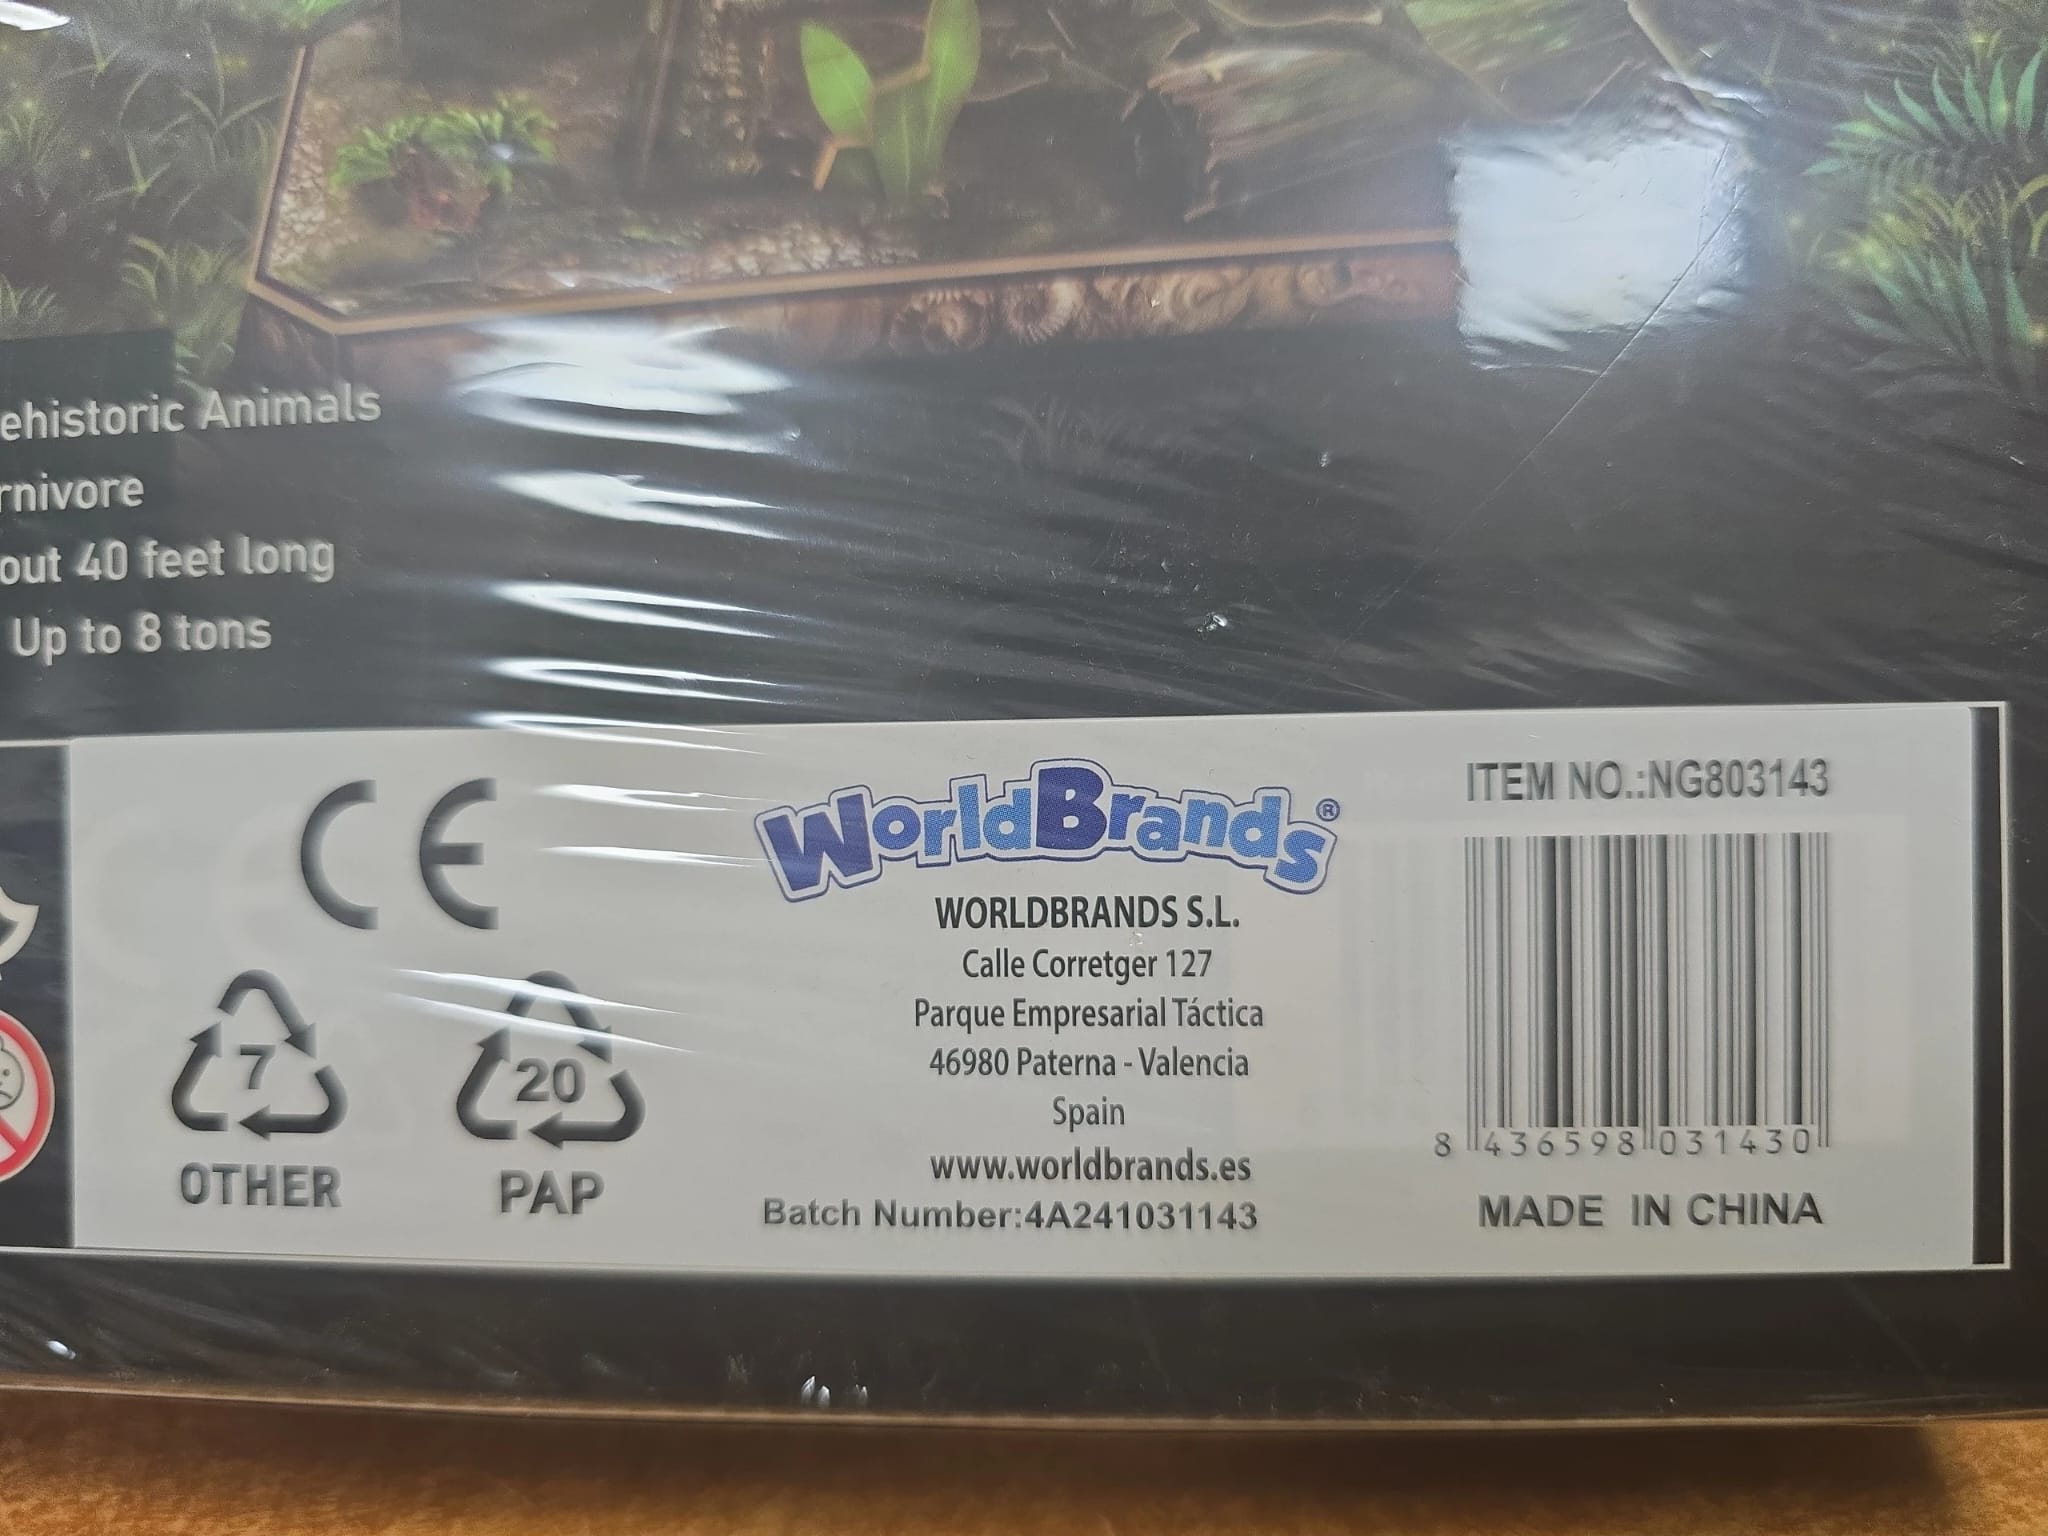 ehistoric Animals
rnivore
out 40 feet long
Up to 8 tons
CE
WorldBrands®
ITEM NO.:NG803143
WORLDBRANDS S.L.
Calle Corretger 127
Parque Empresarial Táctica
46980 Paterna - Valencia
Spain
www.worldbrands.es
Batch Number:4A241031143
7
OTHER
20
PAP
8 436598 031430
MADE IN CHINA